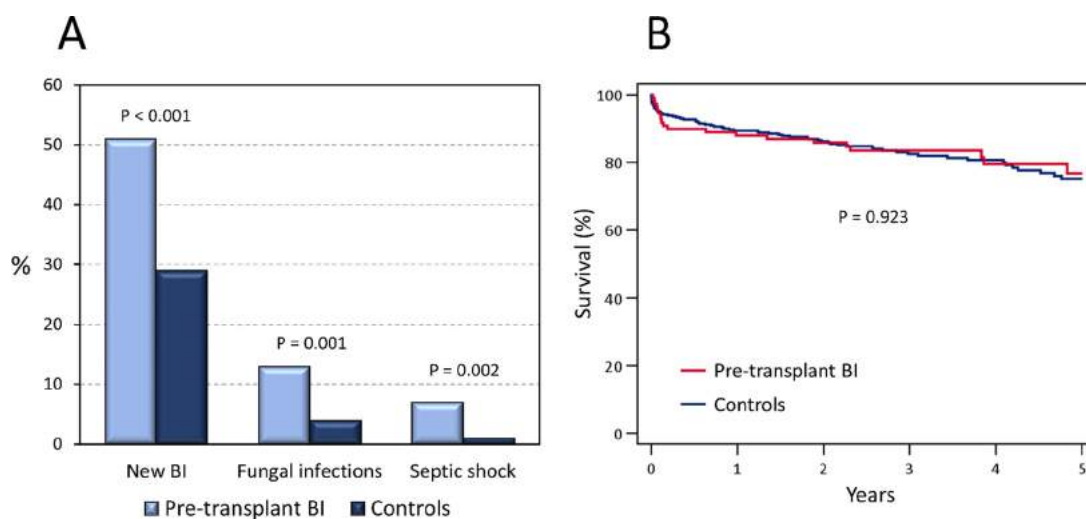 A
60
P < 0.001
50
40
%
30
20
P = 0.001
P = 0.002
10
0
New BI
Fungal infections
Septic shock
Pre-transplant BI
Controls
B
100
80
P = 0.923
Survival (%)
60
40
20
Pre-transplant BI
Controls
0
0 1 2 3 4 5
Years